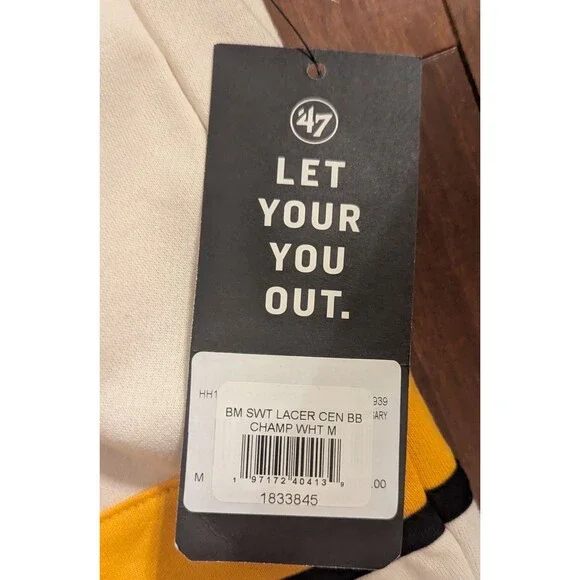 '47
LET
YOUR
YOU
OUT.
HH1 939
BM SWT LACER CEN BB
CHAMP WHT M
M .00
1 97172 40413 9
1833845